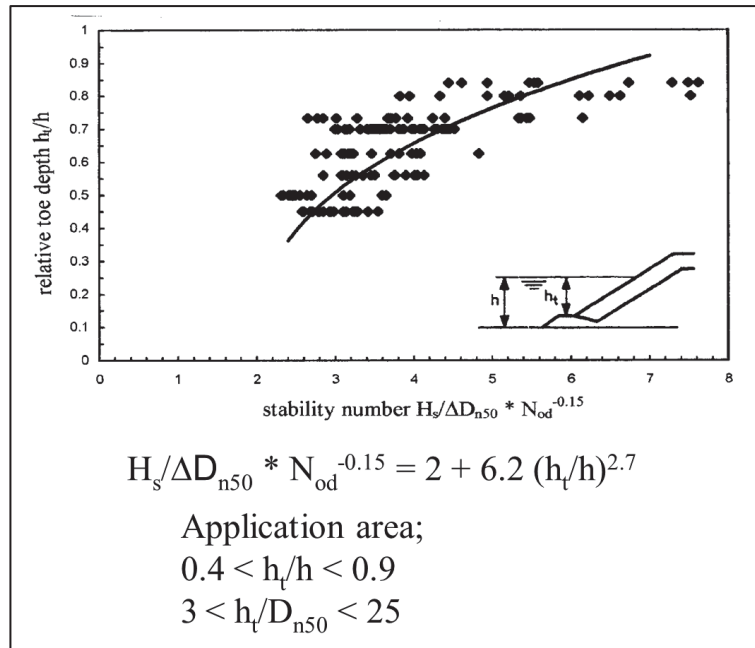 1
0.9
0.8
0.7
0.6
0.5
0.4
0.3
0.2
0.1
0
relative toe depth hₜ/h
h
hₜ
0 1 2 3 4 5 6 7 8
stability number Hₛ/ΔDₙ₅₀ * Nod^-0.15
Hₛ/ΔDₙ₅₀ * Nod^-0.15 = 2 + 6.2 (hₜ/h)^2.7
Application area;
0.4 < hₜ/h < 0.9
3 < hₜ/Dₙ₅₀ < 25